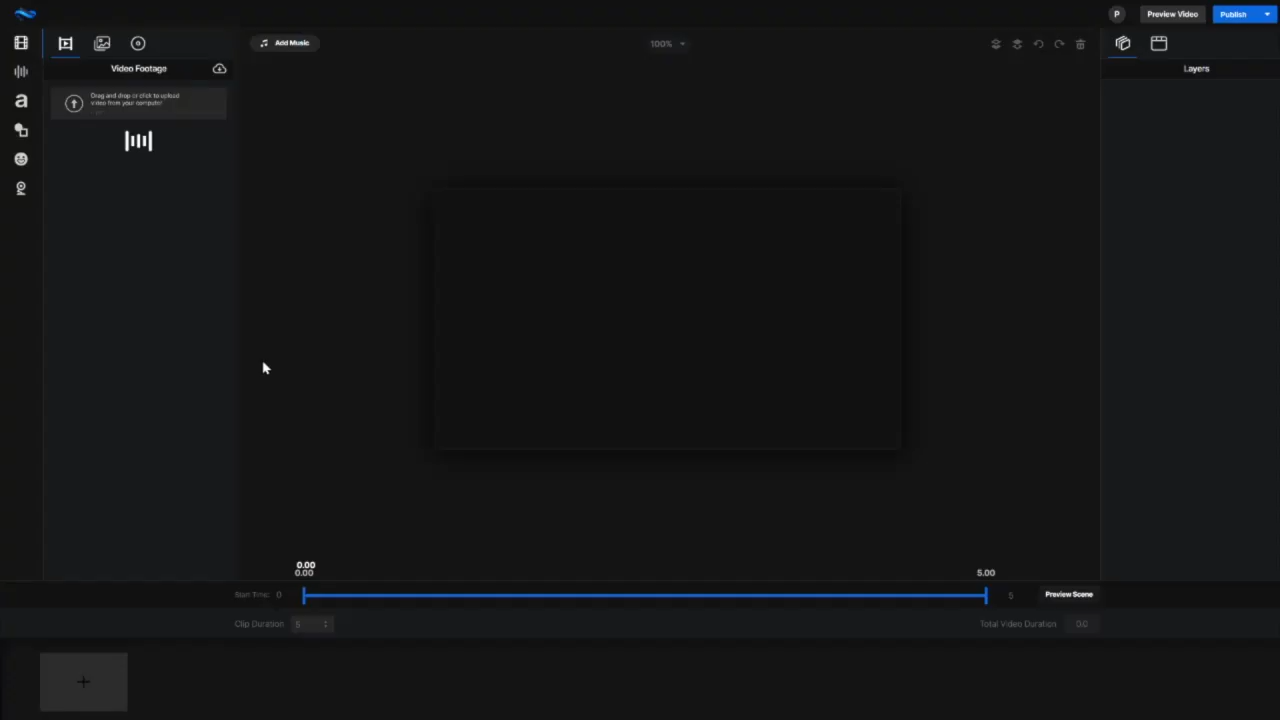 P
Preview Video
Publish
Add Music
100%
Video Footage
Layers
Drag and drop or click to upload
video from your computer
a
0.00
0.00
5.00
Start Time: 0
5
Preview Scene
Clip Duration 5
Total Video Duration 0.0
+